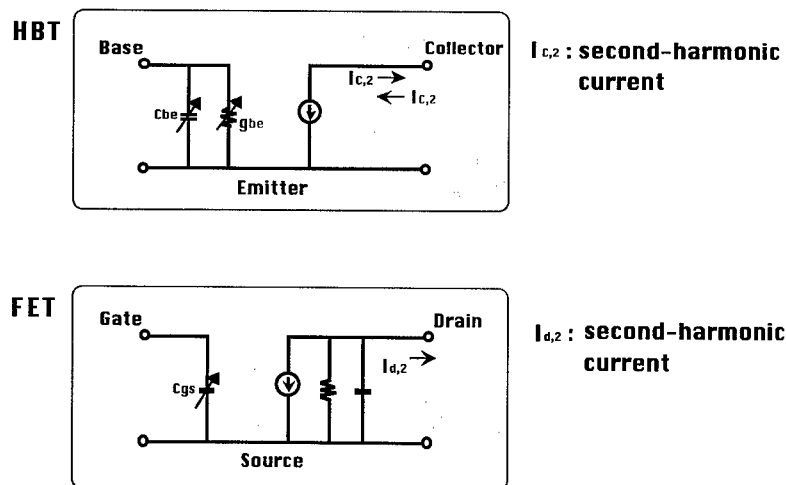 HBT
Base
Collector
Ic,2 : second-harmonic
current
Ic,2
Ic,2
Cbe
gbe
Emitter
FET
Gate
Drain
Id,2 : second-harmonic
current
Id,2
Cgs
Source